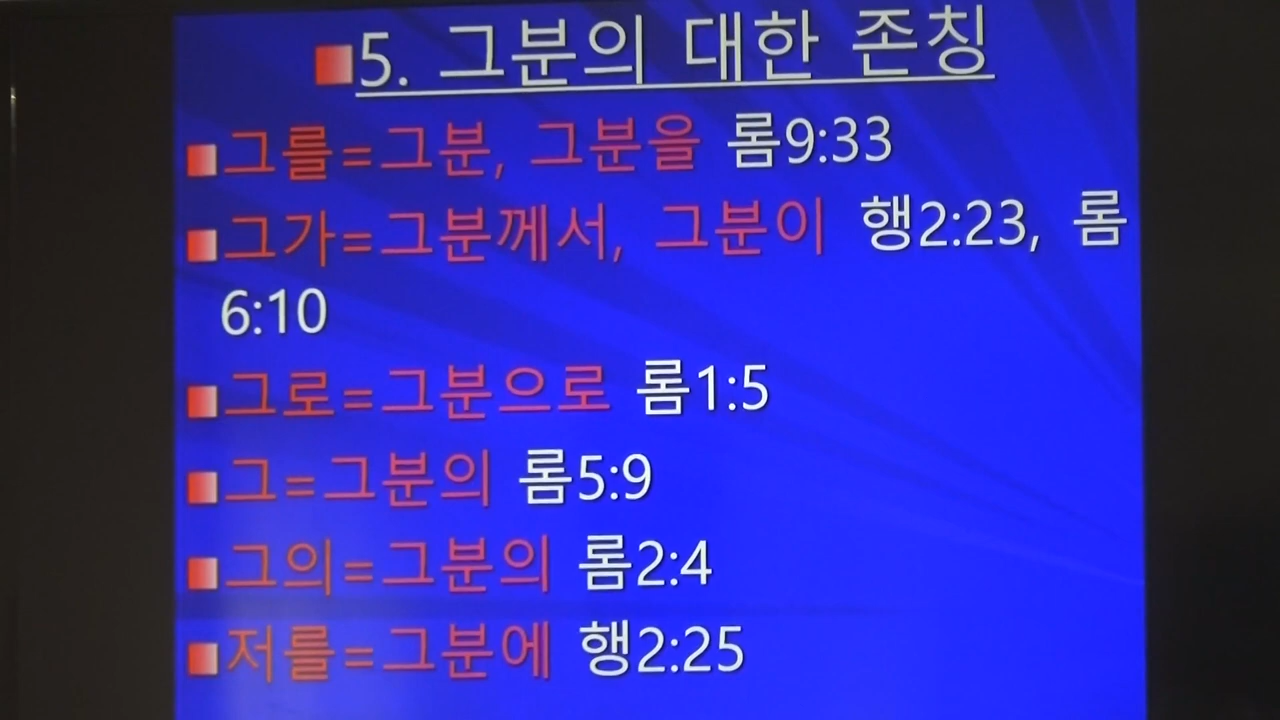 5. 그분의 대한 존칭
그를=그분, 그분을 롬9:33
그가=그분께서, 그분이 행2:23, 롬
6:10
그로=그분으로 롬1:5
그=그분의 롬5:9
그의=그분의 롬2:4
저를=그분에 행2:25